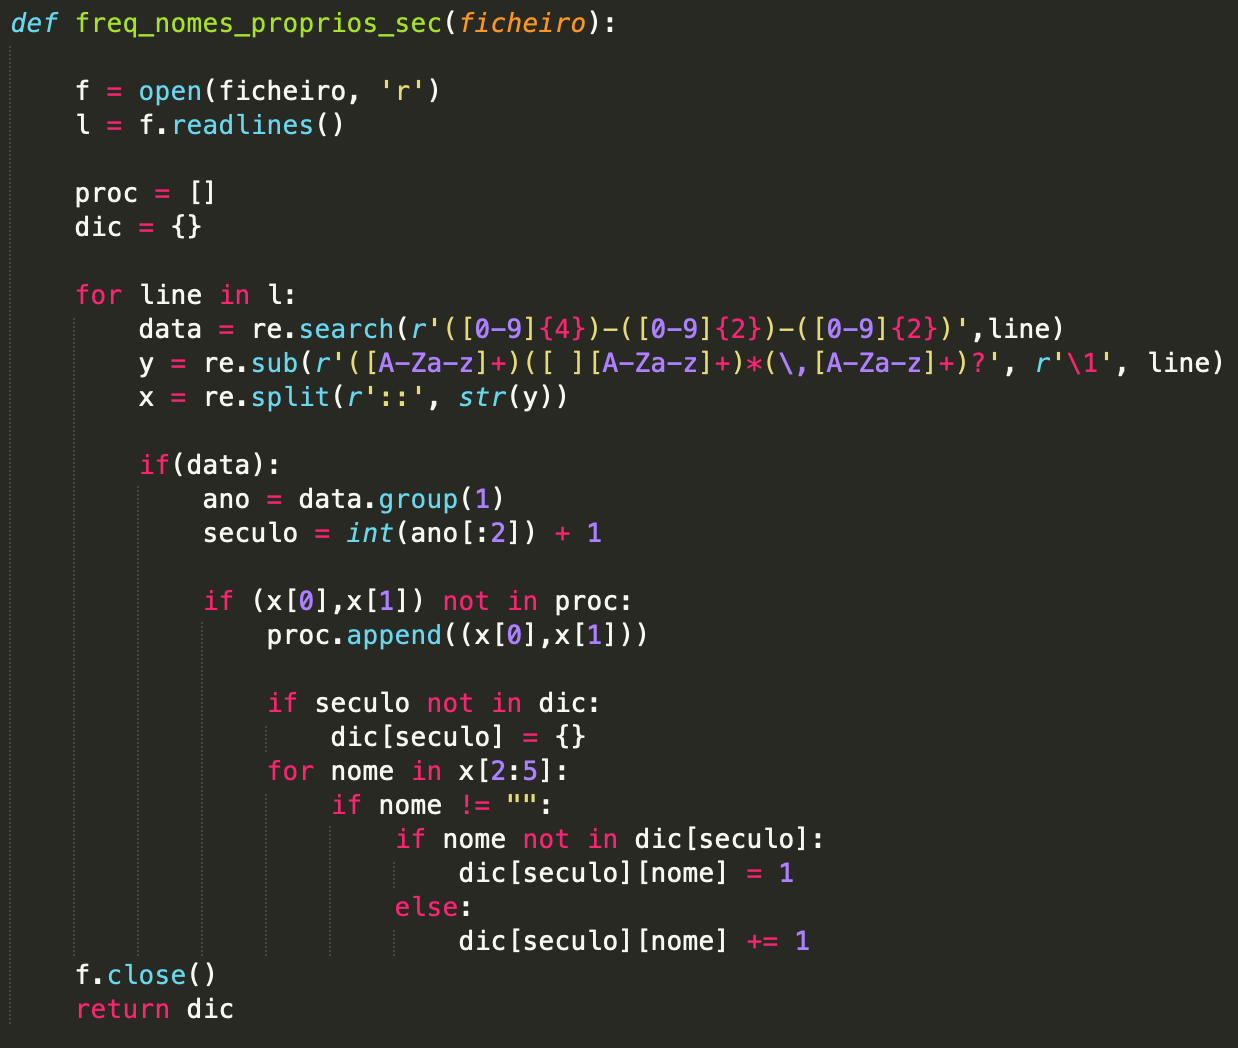 def freq_nomes_proprios_sec(ficheiro):
f = open(ficheiro, 'r')
l = f.readlines()
proc = []
dic = {}
for line in l:
data = re.search(r'([0-9]{4})-([0-9]{2})-([0-9]{2})',line)
y = re.sub(r'([A-Za-z]+)([ ][A-Za-z]+)*(\,[A-Za-z]+)?', r'\1', line)
x = re.split(r'::', str(y))
if(data):
ano = data.group(1)
seculo = int(ano[:2]) + 1
if (x[0],x[1]) not in proc:
proc.append((x[0],x[1]))
if seculo not in dic:
dic[seculo] = {}
for nome in x[2:5]:
if nome != "":
if nome not in dic[seculo]:
dic[seculo][nome] = 1
else:
dic[seculo][nome] += 1
f.close()
return dic